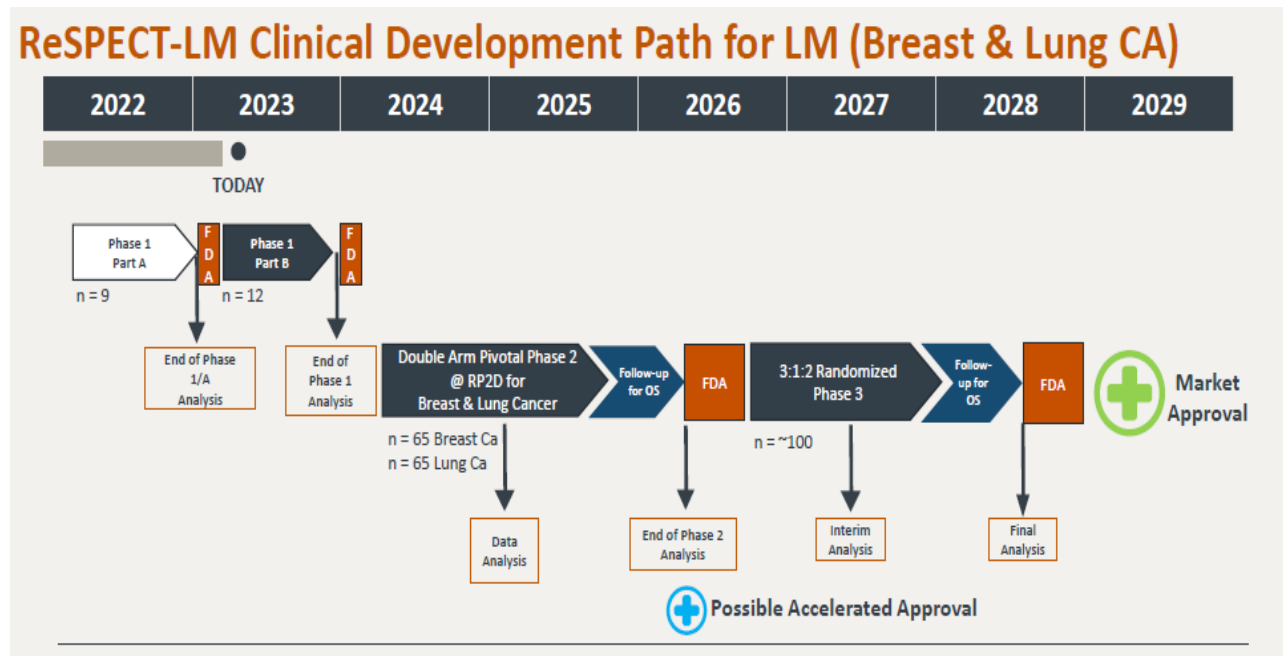 ReSPECT-LM Clinical Development Path for LM (Breast & Lung CA)
2022 2023 2024 2025 2026 2027 2028 2029
TODAY
Phase 1
Part A
F
D
A
Phase 1
Part B
F
D
A
n = 9
n = 12
End of Phase
1/A
Analysis
End of
Phase 1
Analysis
Double Arm Pivotal Phase 2
@ RP2D for
Breast & Lung Cancer
Follow-up
for OS
FDA
3:1:2 Randomized
Phase 3
Follow-
up for
OS
FDA
Market
Approval
n = 65 Breast Ca
n = 65 Lung Ca
n = ~100
Data
Analysis
End of Phase 2
Analysis
Interim
Analysis
Final
Analysis
Possible Accelerated Approval